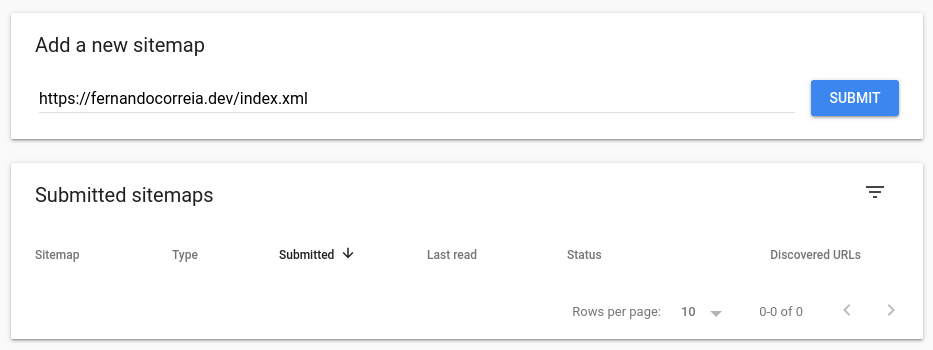 Add a new sitemap
https://fernandocorreia.dev/index.xml SUBMIT
Submitted sitemaps
Sitemap Type Submitted Last read Status Discovered URLs
Rows per page: 10 0-0 of 0